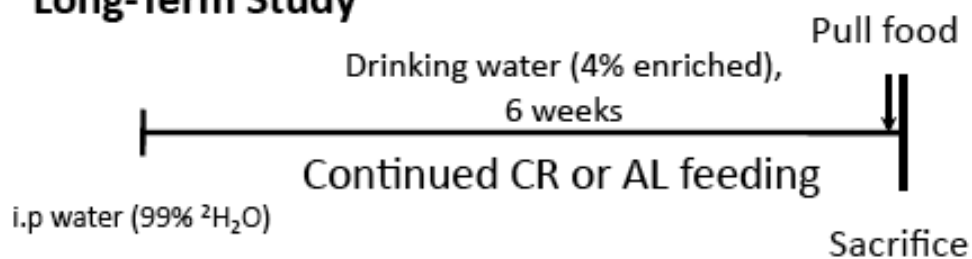 Long-Term Study
Pull food
Drinking water (4% enriched),
6 weeks
Continued CR or AL feeding
i.p water (99% ²H₂O)
Sacrifice